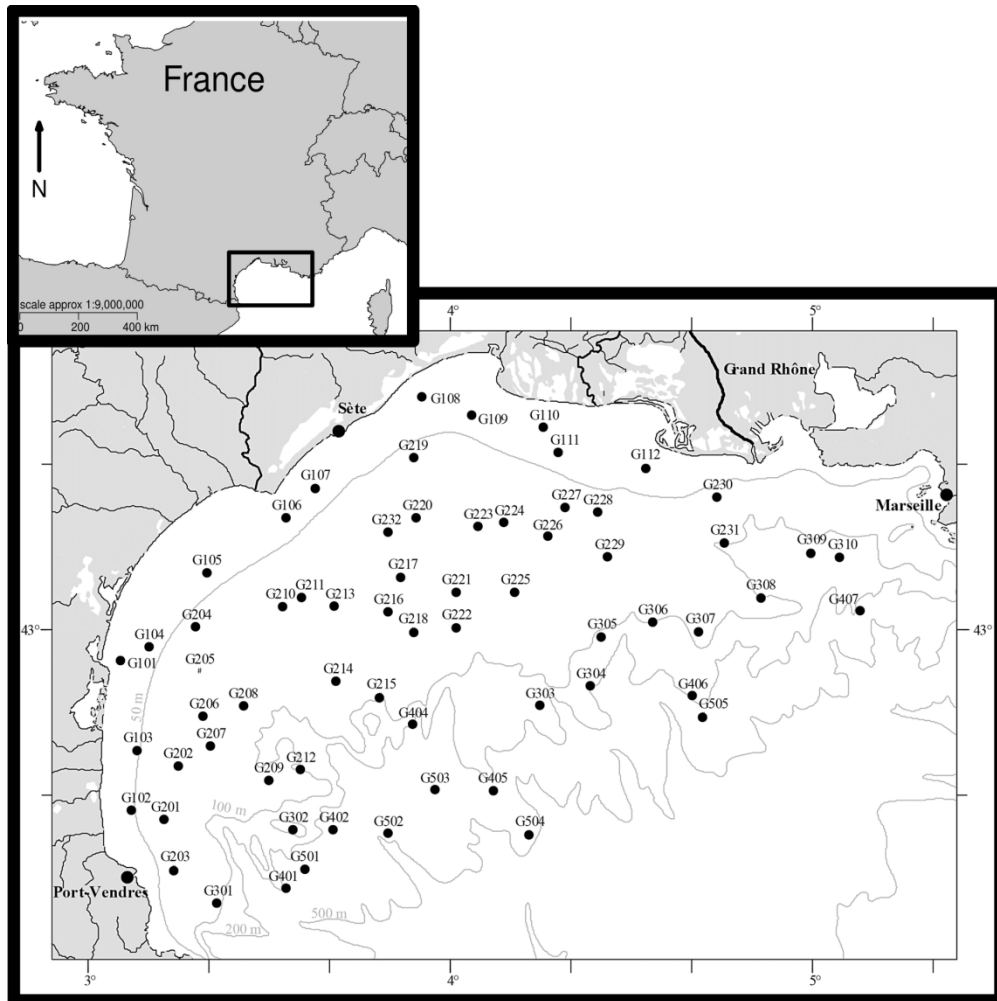 France
N
scale approx 1:9,000,000
0 200 400 km
4° 5°
Grand Rhône
Sète
G108
G109
G110
G111
G219
G112
G107
G230
Marseille
G106
G220
G227
G228
G232
G223
G224
G226
G231
G309
G310
G105
G217
G229
G210
G211
G213
G221
G225
G308
G407
G216
G204
G218
G222
G305
G306
G307
43° 43°
G104
G101
G205
G214
G304
G215
G406
G206
G208
G303
G505
50 m
G404
G207
G103
G202
G212
G209
G503
G405
G102
G201
100 m
G302
G402
G502
G504
G203
G501
Port-Vendres
G401
G301
500 m
200 m
3° 4° 5°